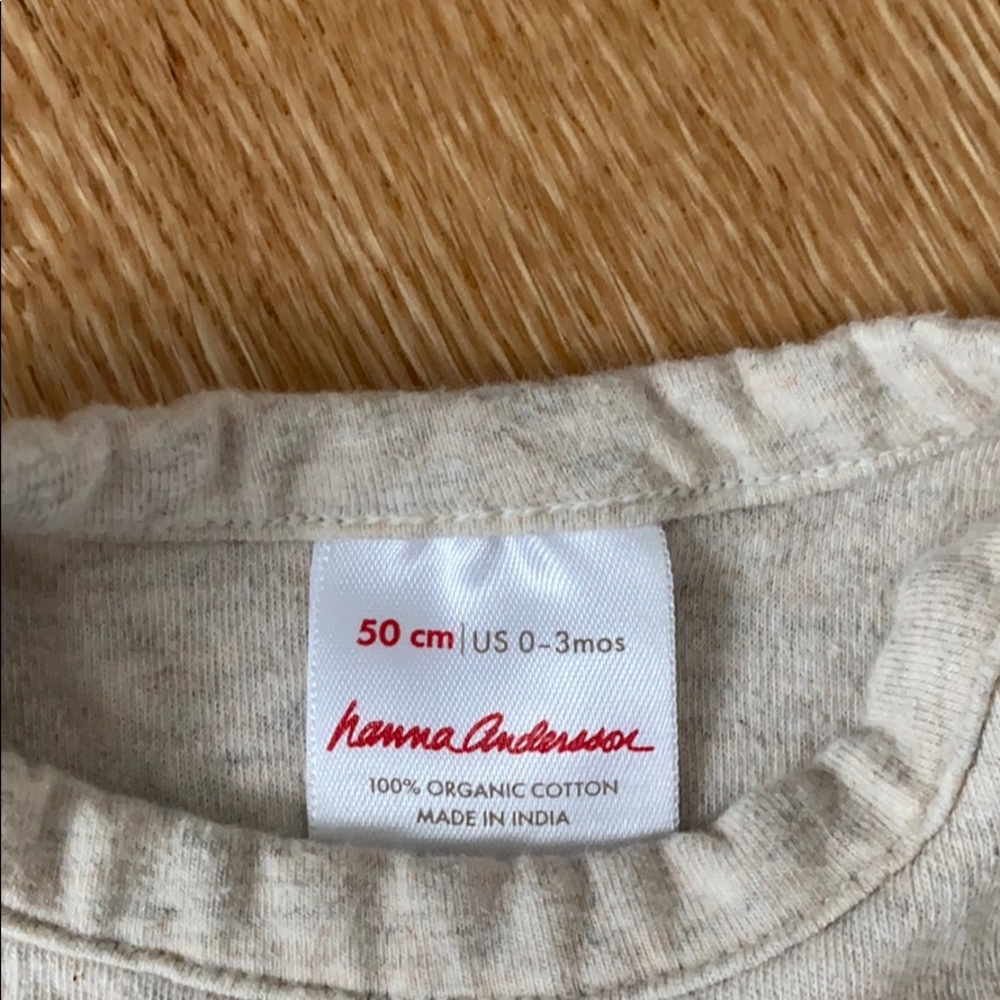 50 cm|US 0-3mos
hanna Andersson
100% ORGANIC COTTON
MADE IN INDIA